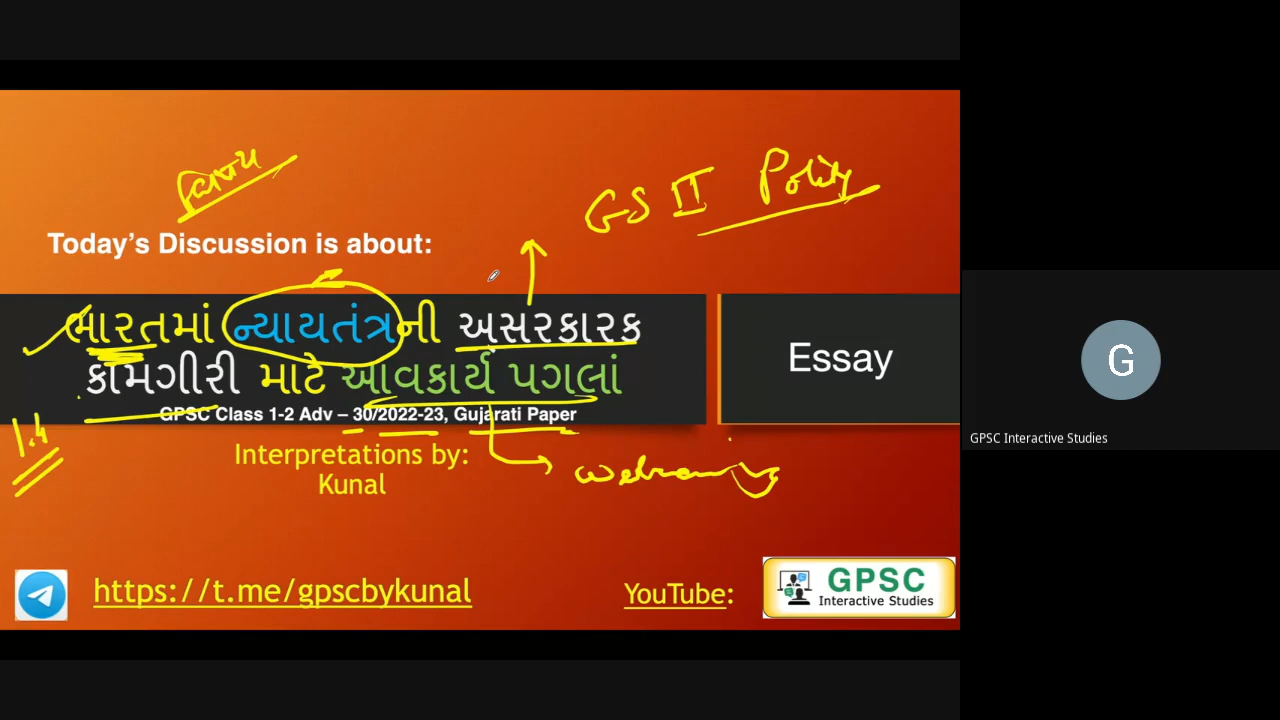 વિષય
GS II Polity
Today's Discussion is about:
ભારતમાં ન્યાયતંત્રની અસરકારક
કામગીરી માટે આવકાર્ય પગલાં
Essay
GPSC Class 1-2 Adv – 30/2022-23, Gujarati Paper
G
GPSC Interactive Studies
Interpretations by:
Kunal
https://t.me/gpscbykunal
YouTube:
GPSC
Interactive Studies